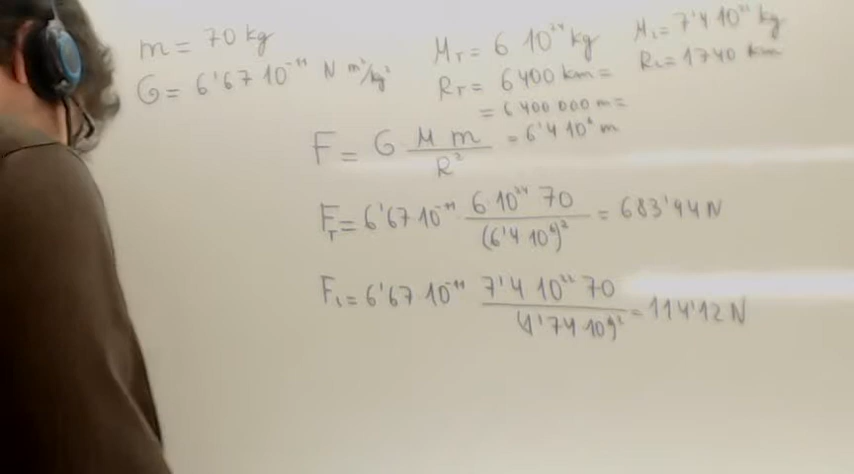 m = 70 kg
G = 6'67 10⁻¹¹ N m²/kg²
M_T = 6 10²⁴ kg
R_T = 6400 km =
= 6 400 000 m =
= 6'4 10⁶ m
M_L = 7'4 10²² kg
R_L = 1740 km
F = G M m / R²
F_T = 6'67·10⁻¹¹ 6·10²⁴ 70 / (6'4 10⁶)² = 683'94 N
F_L = 6'67·10⁻¹¹ 7'4 10²² 70 / (1'74·10⁶)² = 114'12 N